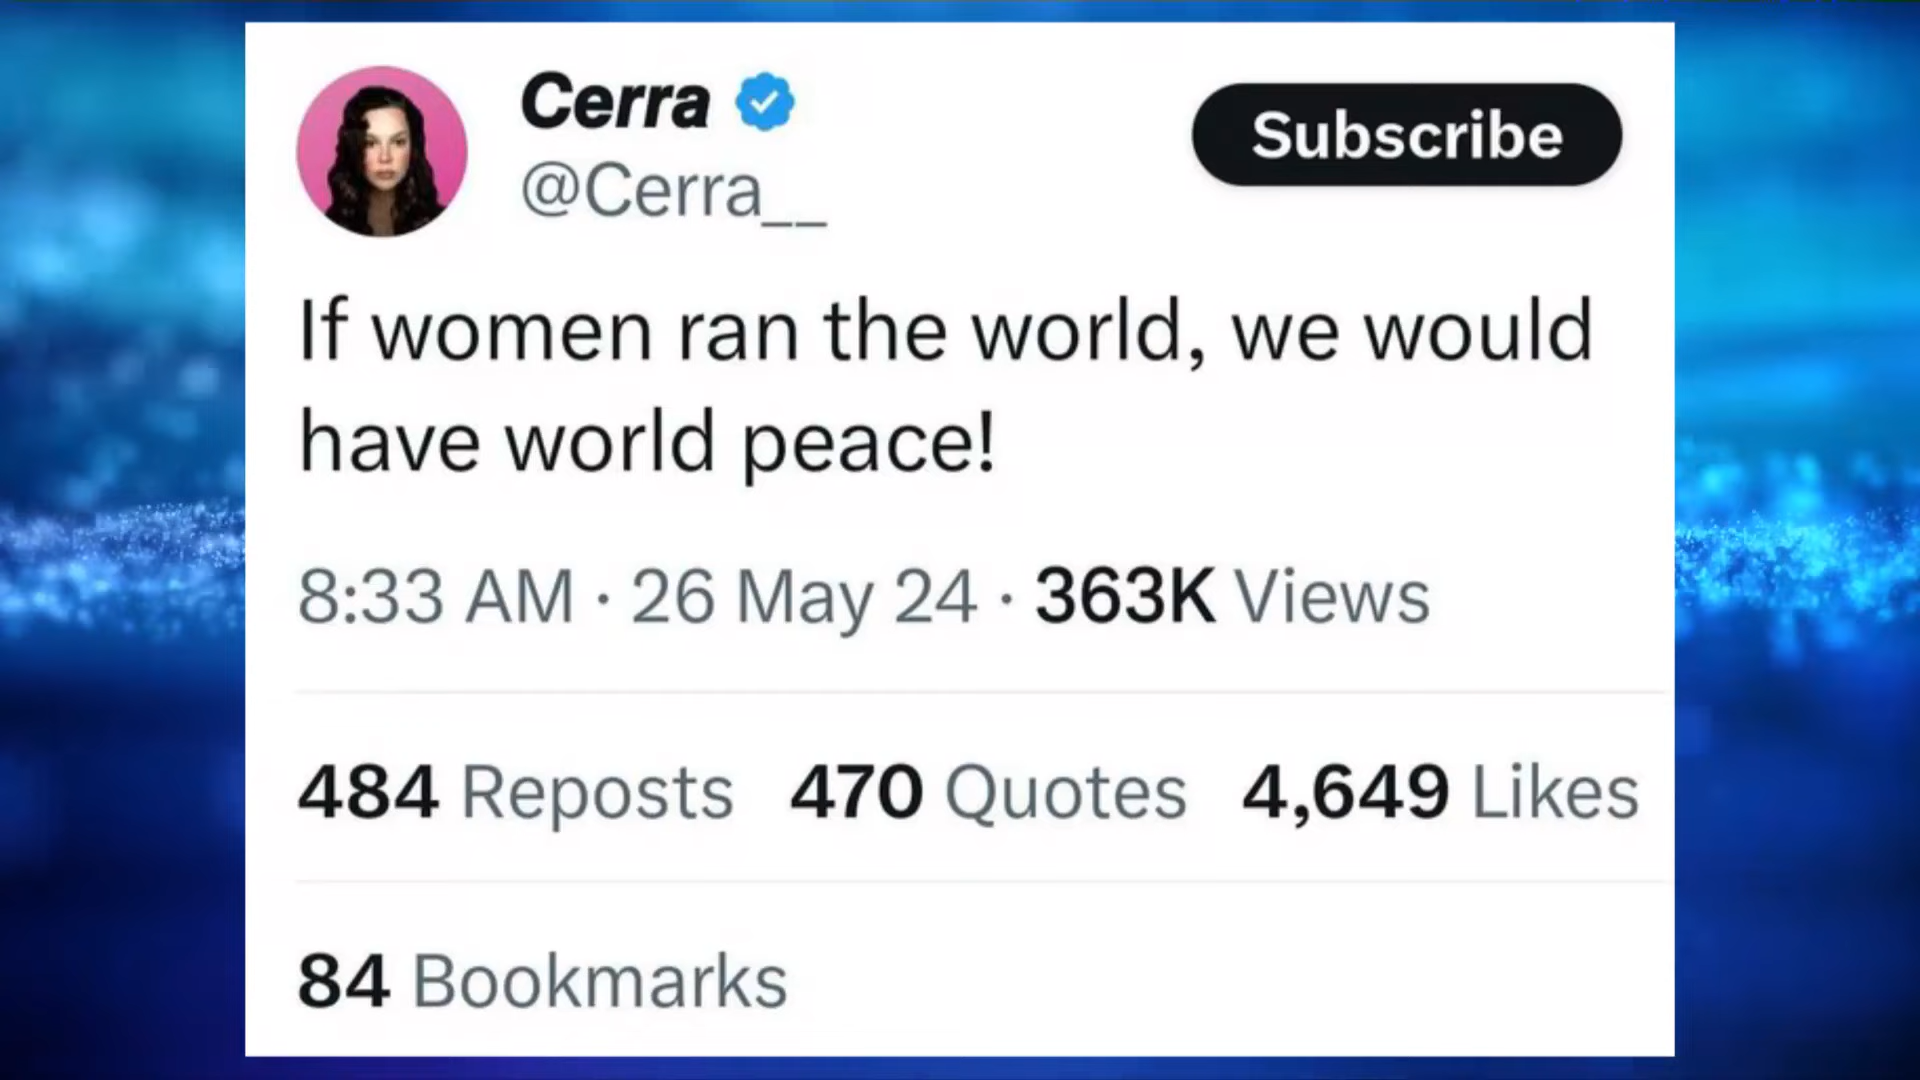 Cerra
Subscribe
@Cerra__
If women ran the world, we would
have world peace!
8:33 AM · 26 May 24 · 363K Views
484 Reposts 470 Quotes 4,649 Likes
84 Bookmarks